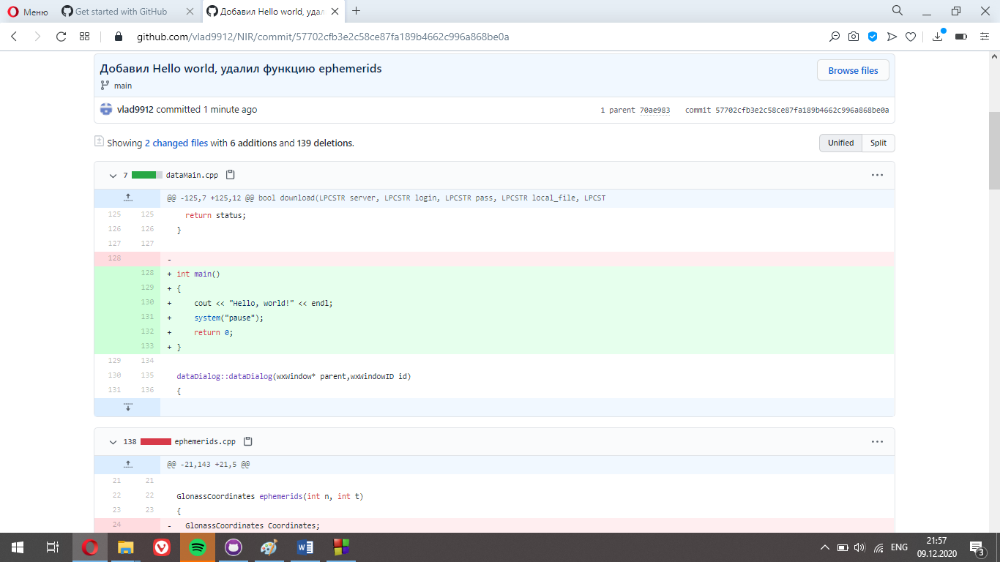 Меню
Get started with GitHub
Добавил Hello world, удал
github.com/vlad9912/NIR/commit/57702cfb3e2c58ce87fa189b4662c996a868be0a
Добавил Hello world, удалил функцию ephemerids
Browse files
main
vlad9912 committed 1 minute ago
1 parent 70ae983 commit 57702cfb3e2c58ce87fa189b4662c996a868be0a
Showing 2 changed files with 6 additions and 139 deletions.
Unified Split
7 dataMain.cpp
@@ -125,7 +125,12 @@ bool download(LPCSTR server, LPCSTR login, LPCSTR pass, LPCSTR local_file, LPCST
125 125 return status;
126 126 }
127 127
128 -
128 + int main()
129 + {
130 + cout << "Hello, world!" << endl;
131 + system("pause");
132 + return 0;
133 + }
129 134
130 135 dataDialog::dataDialog(wxWindow* parent,wxWindowID id)
131 136 {
138 ephemerids.cpp
@@ -21,143 +21,5 @@
21 21
22 22 GlonassCoordinates ephemerids(int n, int t)
23 23 {
24 - GlonassCoordinates Coordinates;
ENG
21:57
09.12.2020
3